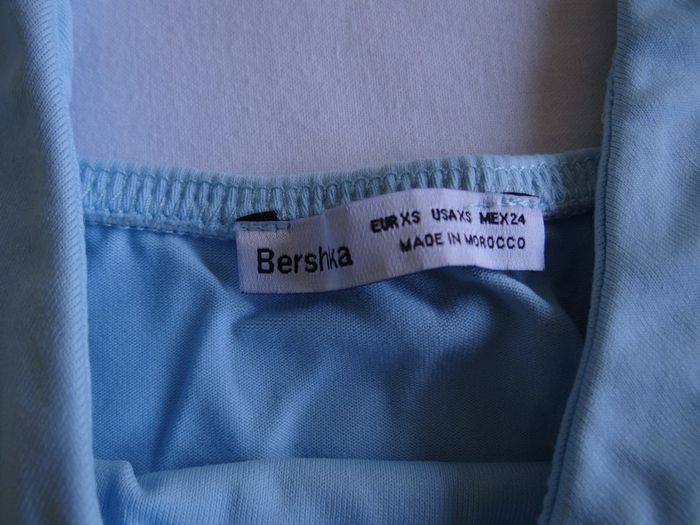 Bershka
EUR XS USA XS MEX 24
MADE IN MOROCCO